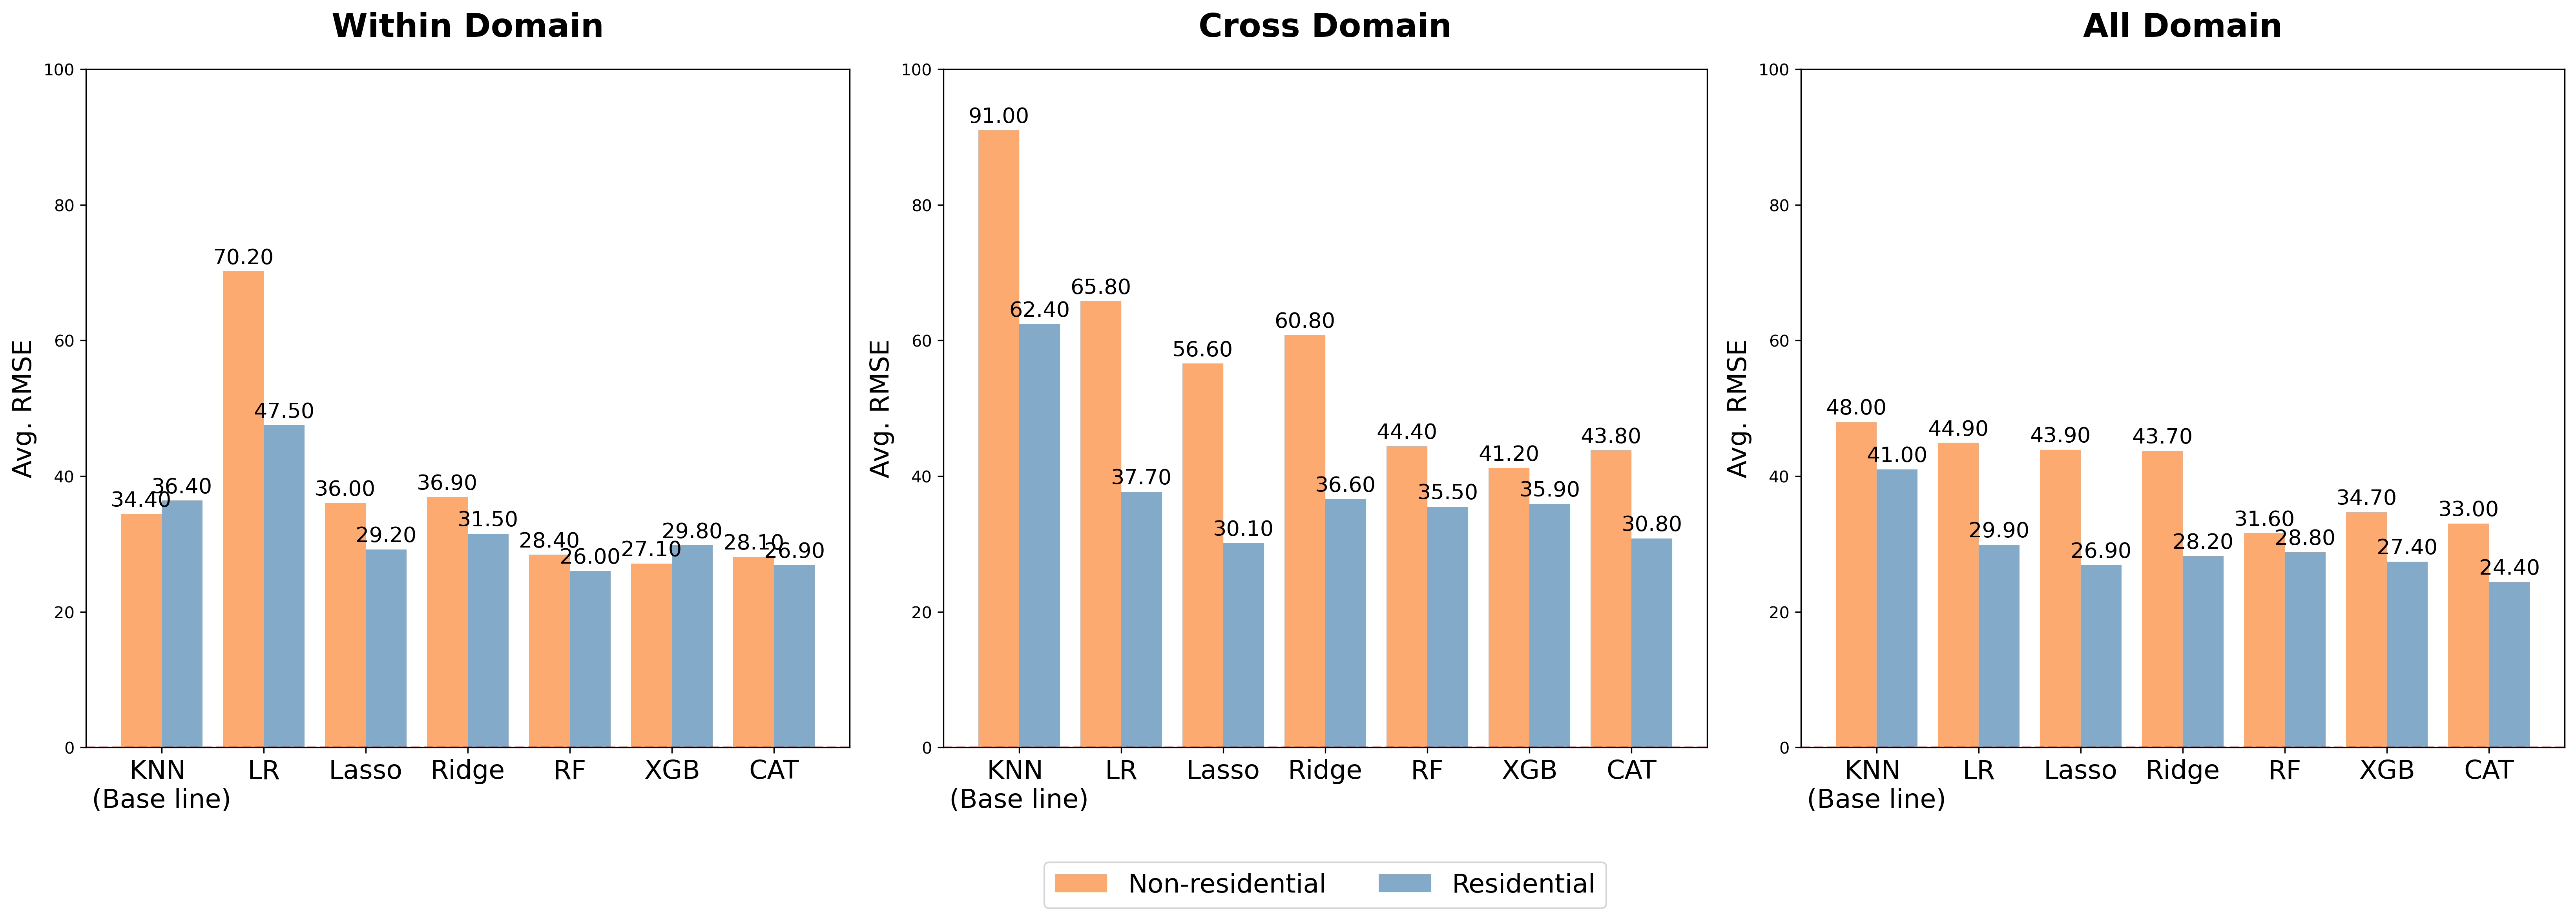 Within Domain
Cross Domain
All Domain
Avg. RMSE
100
80
60
40
20
0
34.40
36.40
70.20
47.50
36.00
29.20
36.90
31.50
28.40
26.00
27.10
29.80
28.10
26.90
KNN
(Base line)
LR
Lasso
Ridge
RF
XGB
CAT
Avg. RMSE
100
80
60
40
20
0
91.00
62.40
65.80
37.70
56.60
30.10
60.80
36.60
44.40
35.50
41.20
35.90
43.80
30.80
KNN
(Base line)
LR
Lasso
Ridge
RF
XGB
CAT
Avg. RMSE
100
80
60
40
20
0
48.00
41.00
44.90
29.90
43.90
26.90
43.70
28.20
31.60
28.80
34.70
27.40
33.00
24.40
KNN
(Base line)
LR
Lasso
Ridge
RF
XGB
CAT
Non-residential
Residential